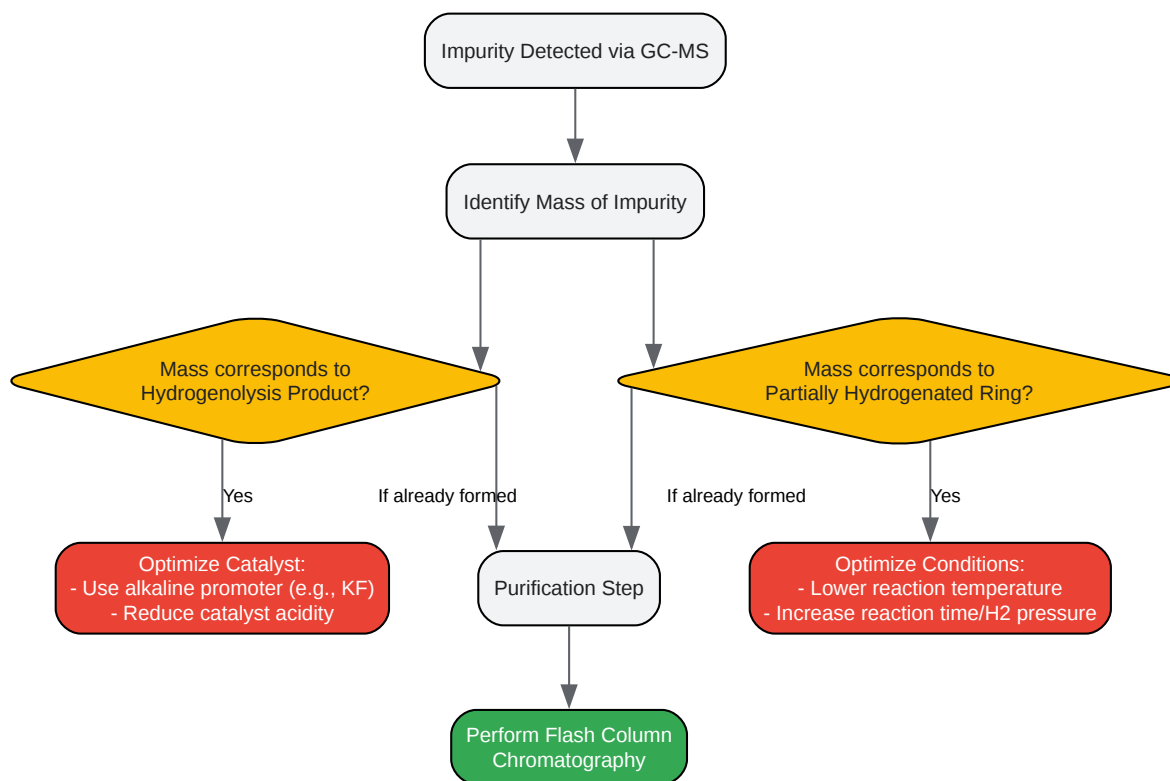 Impurity Detected via GC-MS
Identify Mass of Impurity
Mass corresponds to
Hydrogenolysis Product?
Mass corresponds to
Partially Hydrogenated Ring?
Yes
If already formed
If already formed
Yes
Optimize Catalyst:
- Use alkaline promoter (e.g., KF)
- Reduce catalyst acidity
Purification Step
Optimize Conditions:
- Lower reaction temperature
- Increase reaction time/H2 pressure
Perform Flash Column
Chromatography